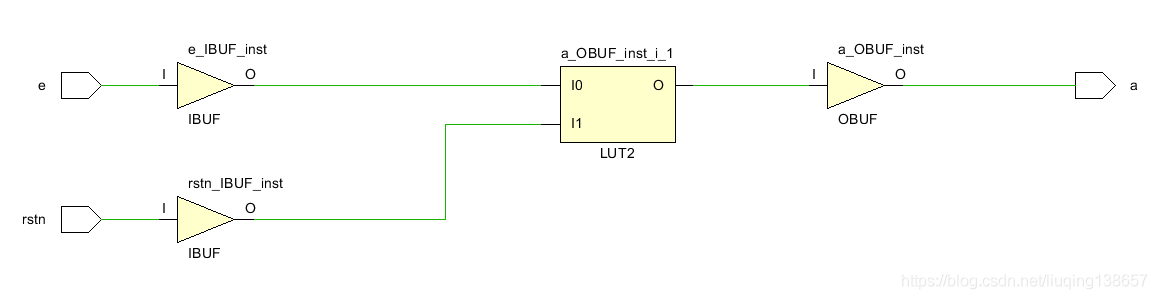 e_IBUF_inst
a_OBUF_inst_i_1
a_OBUF_inst
e
I
O
I0
O
I
O
a
IBUF
I1
OBUF
LUT2
rstn_IBUF_inst
rstn
I
O
IBUF
https://blog.csdn.net/liuqing138657